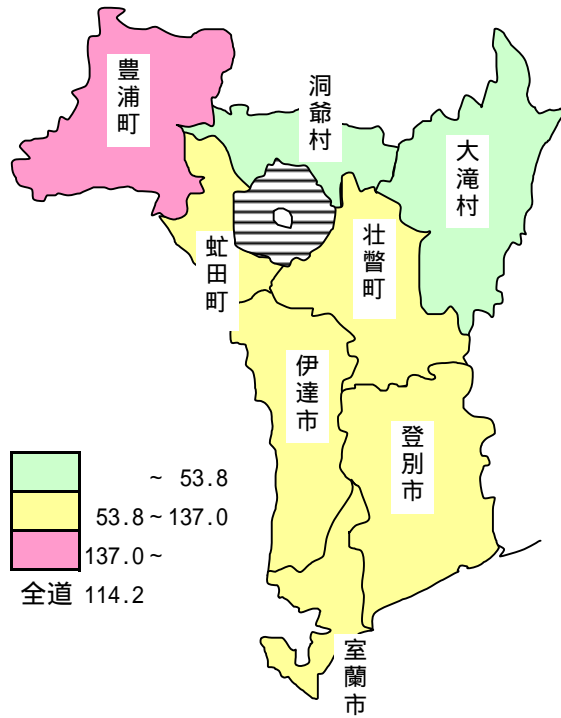 豊浦町
洞爺村
大滝村
虻田町
壮瞥町
伊達市
登別市
室蘭市
~ 53.8
53.8~137.0
137.0~
全道 114.2